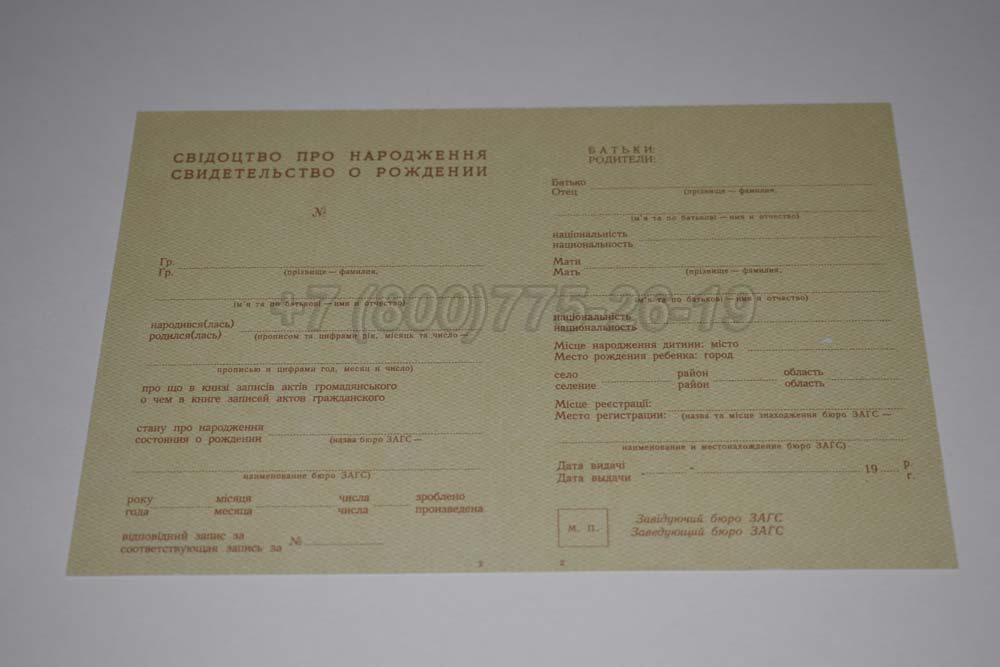 СВІДОЦТВО ПРО НАРОДЖЕННЯ
СВИДЕТЕЛЬСТВО О РОЖДЕНИИ
№
Гр.
Гр.
(прізвище — фамилия,
(м'я та по батькові — имя и отчество)
народився(лась)
родился(лась)
(прописом та цифрами рік, місяць та число —
прописью и цифрами год, месяц и число)
про що в книзі записів актів громадянського
о чем в книге записей актов гражданского
стану про народження
состояния о рождении
(назва бюро ЗАГС —
наименование бюро ЗАГС)
року місяця числа зроблено
года месяца числа произведена
відповідний запис за №
соответствующая запись за
2
БАТЬКИ:
РОДИТЕЛИ:
Батько
Отец
(прізвище — фамилия,
(м'я та по батькові — имя и отчество)
національність
национальность
Мати
Мать
(прізвище — фамилия,
(м'я та по батькові — имя и отчество)
національність
национальность
Місце народження дитини: місто
Место рождения ребенка: город
село район область
селение район область
Місце реєстрації:
Место регистрации: (назва та місце знаходження бюро ЗАГС —
наименование и местонахождение бюро ЗАГС)
Дата видачі - 19 р.
Дата выдачи г.
М. П.
Завідуючий бюро ЗАГС
Заведующий бюро ЗАГС
2
+7 (800)775-26-19